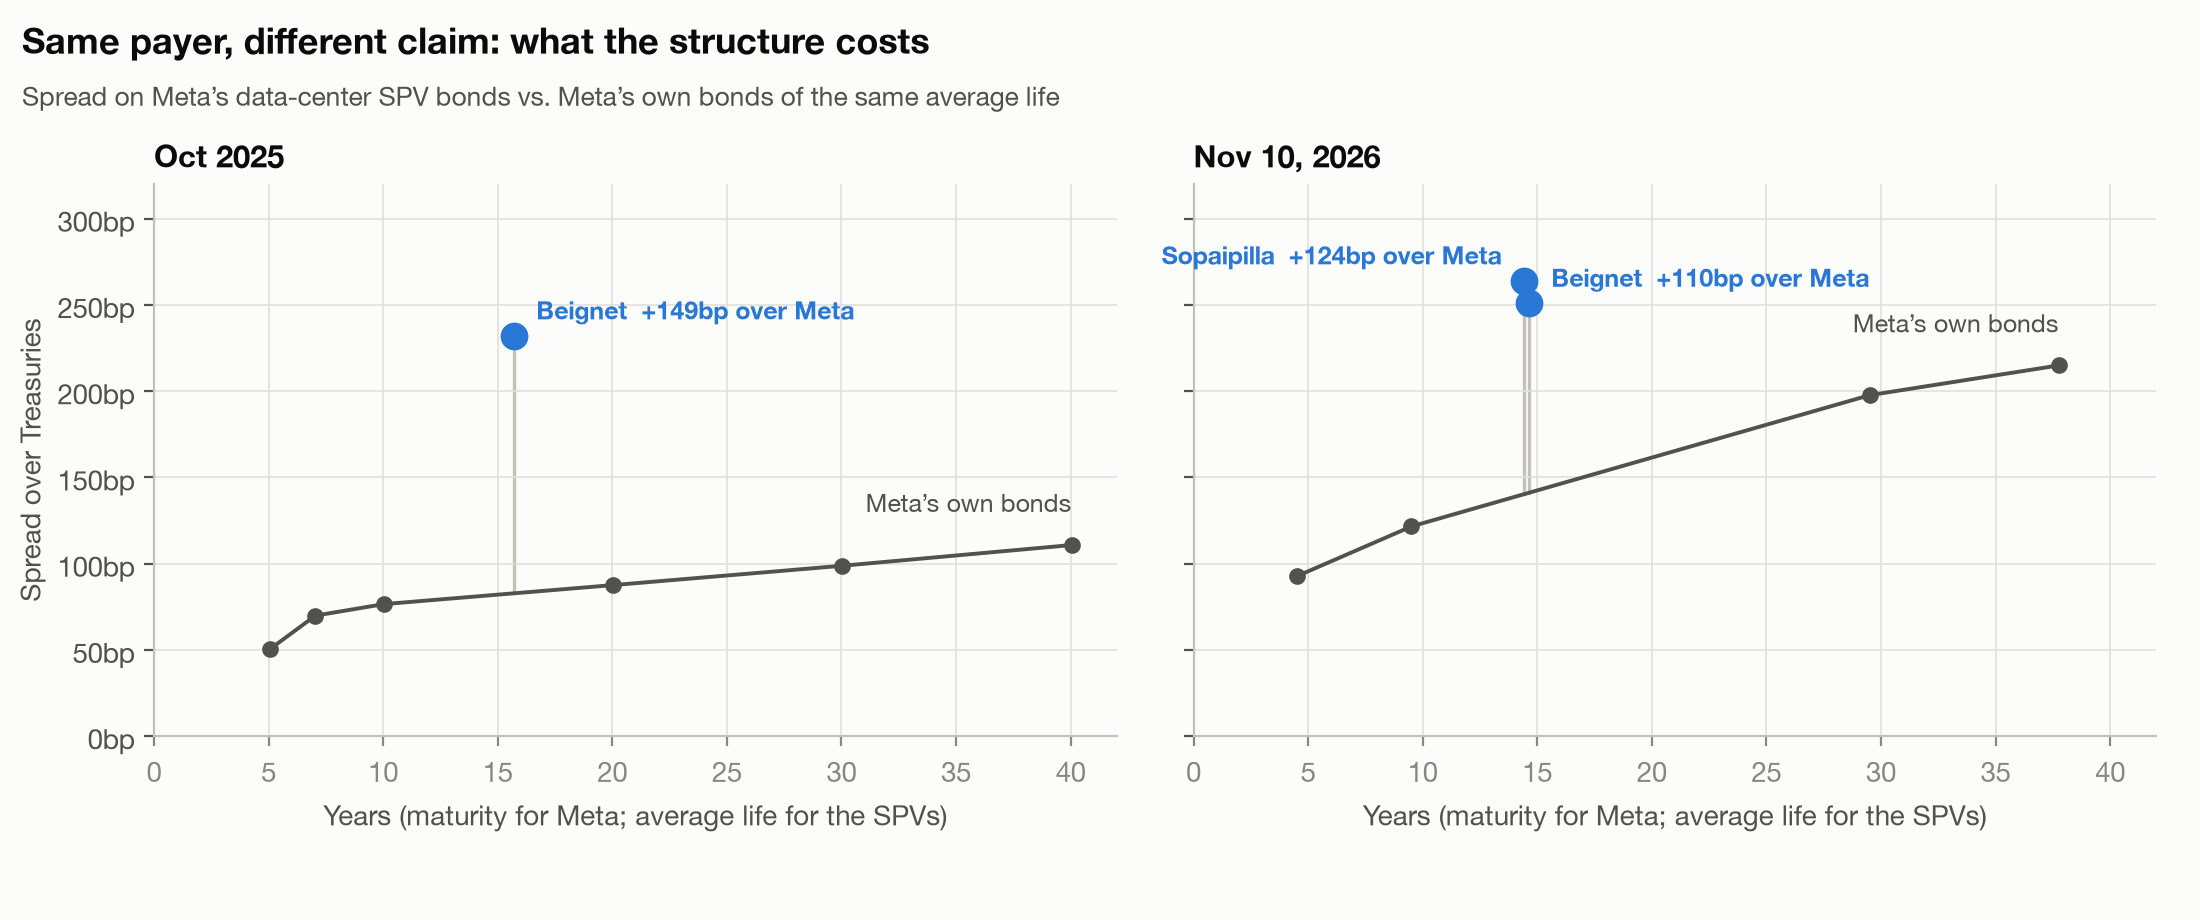 Same payer, different claim: what the structure costs
Spread on Meta’s data-center SPV bonds vs. Meta’s own bonds of the same average life
Oct 2025
Spread over Treasuries
300bp
250bp
200bp
150bp
100bp
50bp
0bp
Beignet +149bp over Meta
Meta’s own bonds
0 5 10 15 20 25 30 35 40
Years (maturity for Meta; average life for the SPVs)
Nov 10, 2026
Sopaipilla +124bp over Meta
Beignet +110bp over Meta
Meta’s own bonds
0 5 10 15 20 25 30 35 40
Years (maturity for Meta; average life for the SPVs)